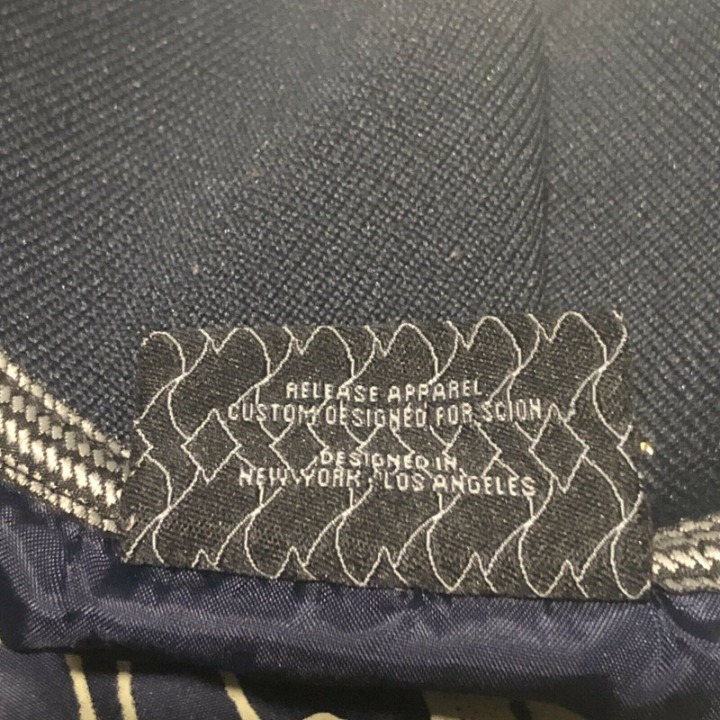 RELEASE APPAREL
CUSTOM DESIGNED FOR SCION
DESIGNED IN
NEW YORK · LOS ANGELES